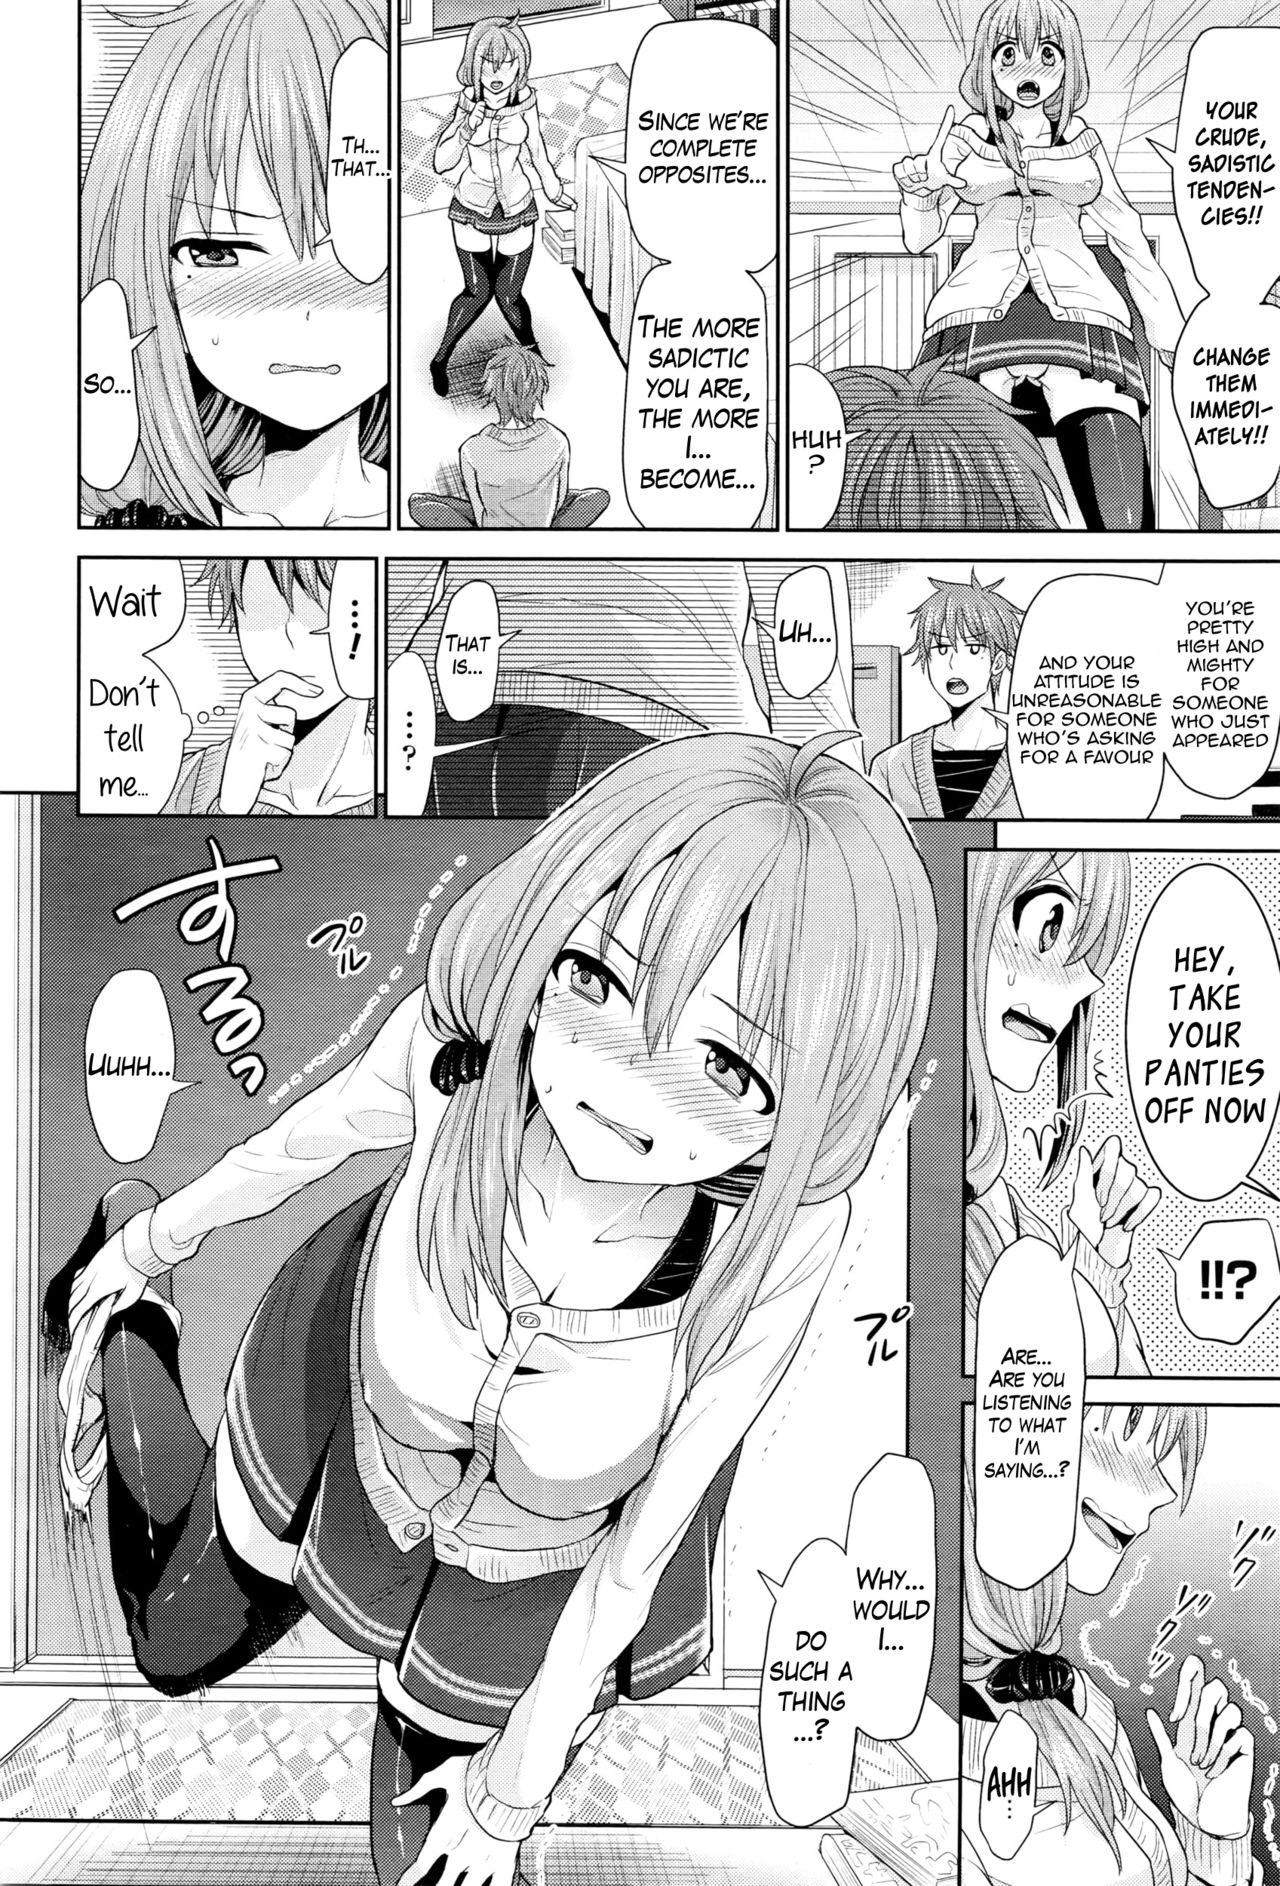 YOUR
CRUDE,
SADISTIC
TENDEN-
CIES!!
CHANGE
THEM
IMMEDI-
ATELY!!
HUH
?
SINCE WE'RE
COMPLETE
OPPOSITES...
THE MORE
SADICTIC
YOU ARE,
THE MORE
I...
BECOME...
TH...
THAT...
SO...
YOU'RE
PRETTY
HIGH AND
MIGHTY
FOR
SOMEONE
WHO JUST
APPEARED
AND YOUR
ATTITUDE IS
UNREASONABLE
FOR SOMEONE
WHO'S ASKING
FOR A FAVOUR
UH...
THAT
IS...
...?
...!
Wait
Don't
tell
me...
HEY,
TAKE
YOUR
PANTIES
OFF NOW
!!?
ARE...
ARE YOU
LISTENING
TO WHAT
I'M
SAYING...?
ビクッ
AHH
...
するるっ
プル
プル
UUHH...
WHY...
WOULD
I...
DO
SUCH A
THING
...?